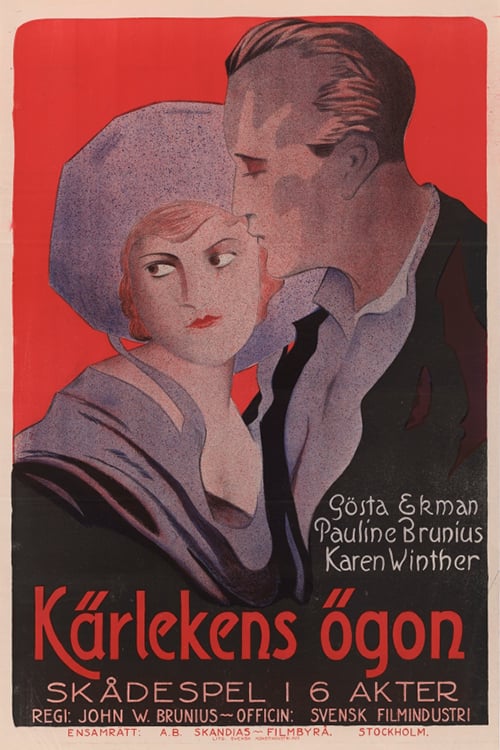 Gösta Ekman
Pauline Brunius
Karen Winther
Kärlekens ögon
SKÅDESPEL I 6 AKTER
REGI: JOHN W. BRUNIUS~OFFICIN: SVENSK FILMINDUSTRI
ENSAMRÄTT: A.B. SKANDIAS~FILMBYRÅ. STOCKHOLM.